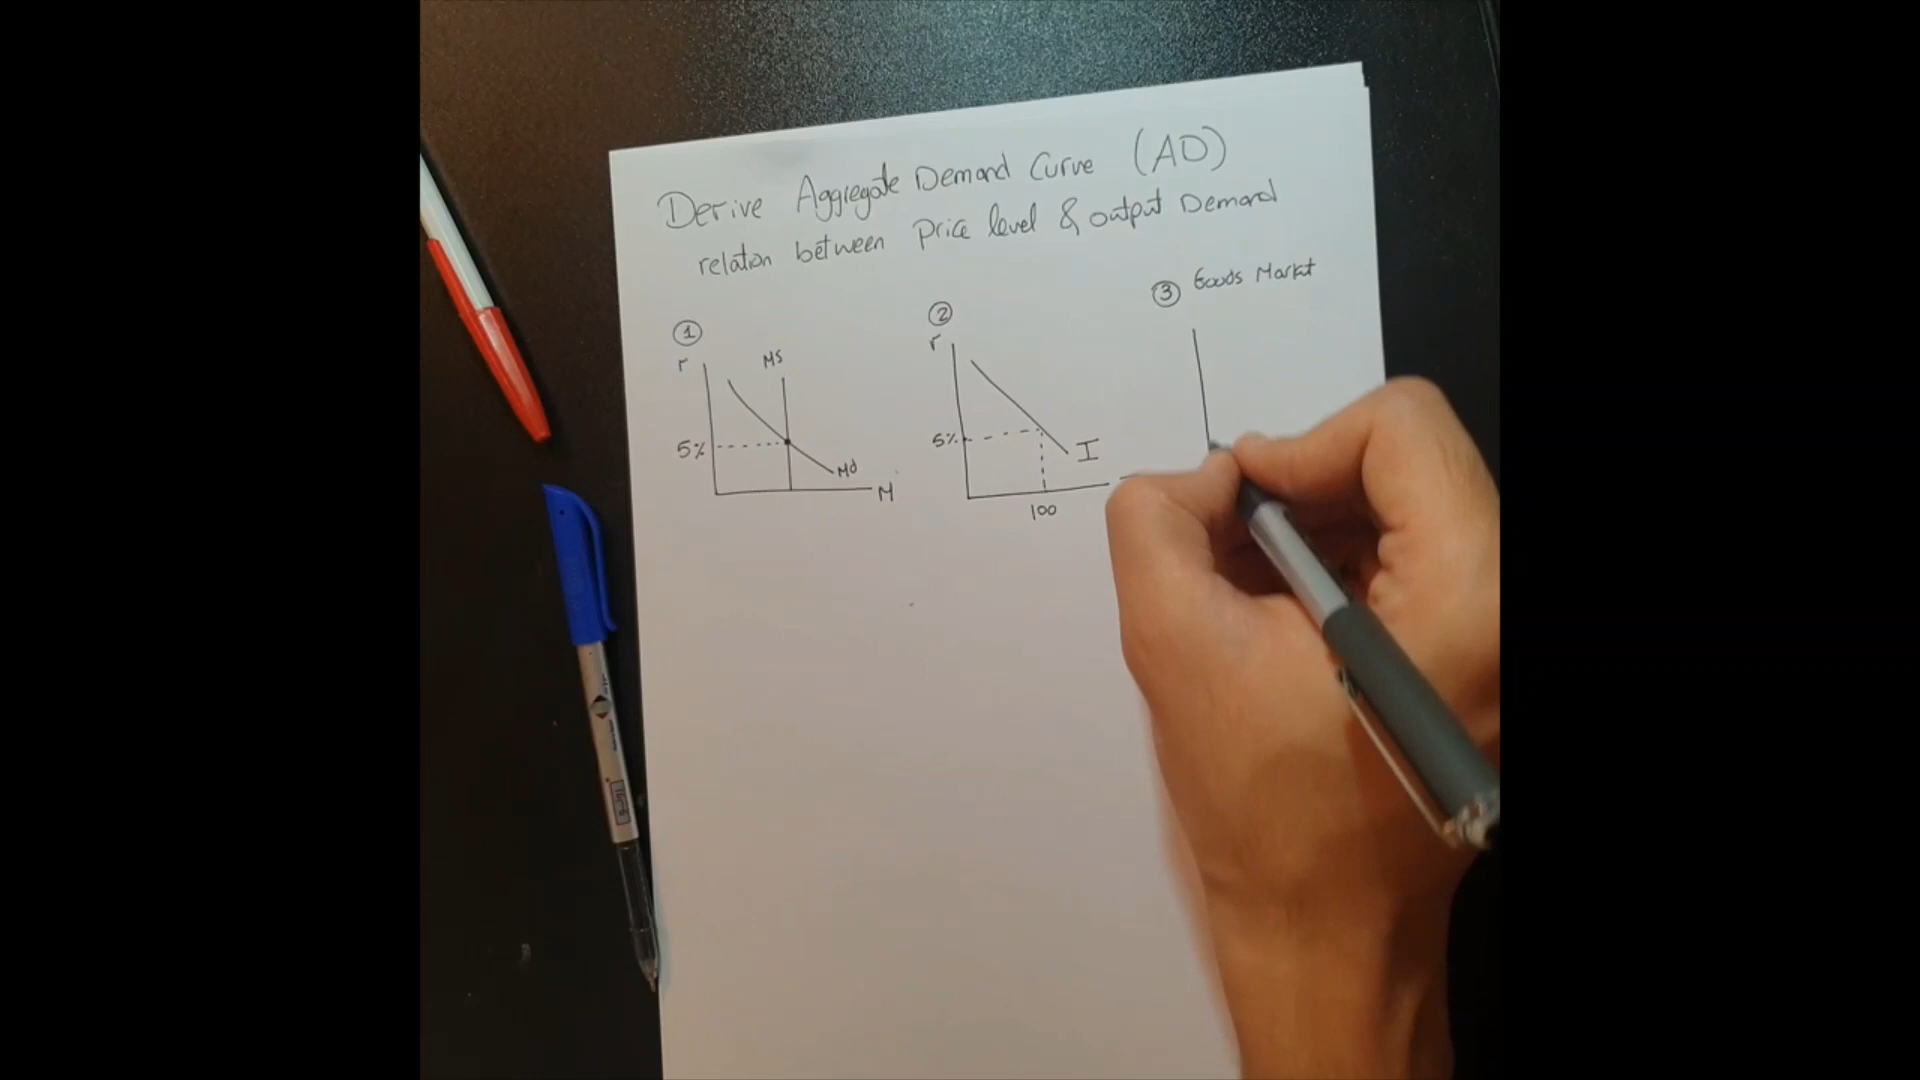 Derive Aggregate Demand Curve (AD)
relation between Price level & output Demand
① ② ③ Goods Market
r MS r
5% Md M
5% I
100